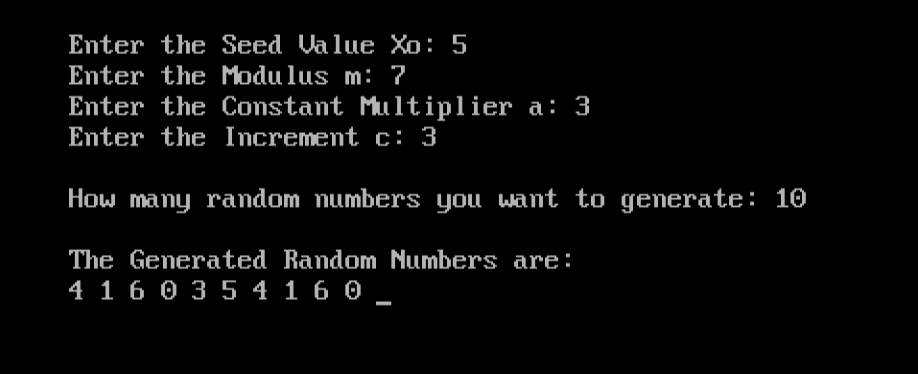 Enter the Seed Value Xo: 5
Enter the Modulus m: 7
Enter the Constant Multiplier a: 3
Enter the Increment c: 3
How many random numbers you want to generate: 10
The Generated Random Numbers are:
4 1 6 0 3 5 4 1 6 0 _